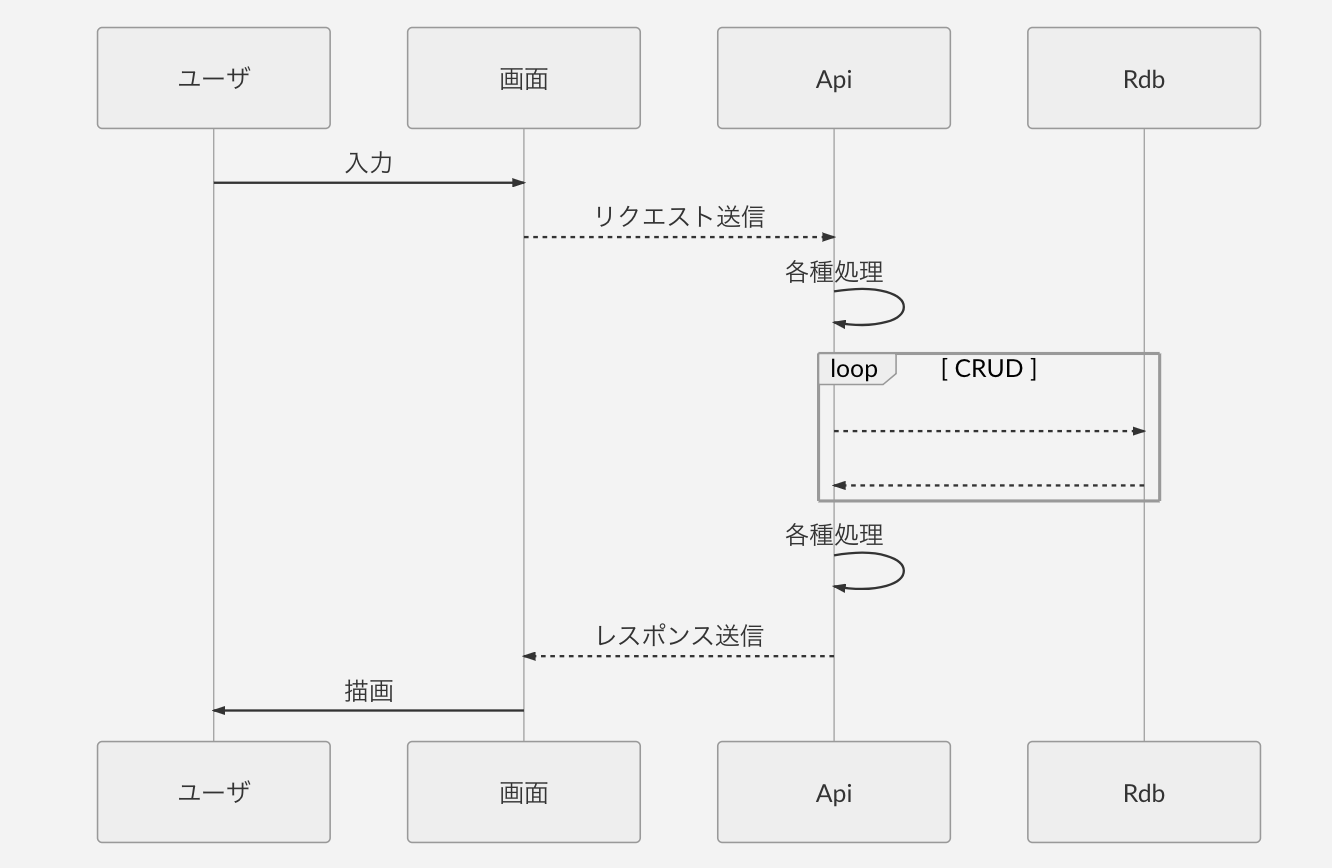 ユーザ
画面
Api
Rdb
入力
リクエスト送信
各種処理
loop
[ CRUD ]
各種処理
レスポンス送信
描画
ユーザ
画面
Api
Rdb